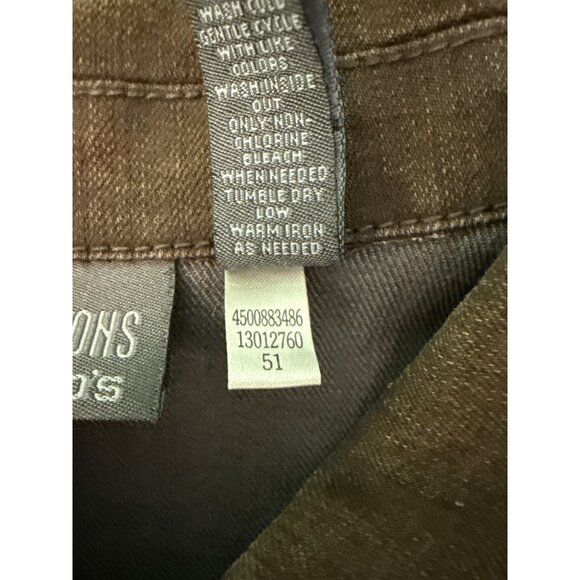 WASH COLD
GENTLE CYCLE
WITH LIKE
COLORS
WASH INSIDE
OUT
ONLY NON-
CHLORINE
BLEACH
WHEN NEEDED
TUMBLE DRY
LOW
WARM IRON
AS NEEDED
4500883486
13012760
51
ONS
O'S